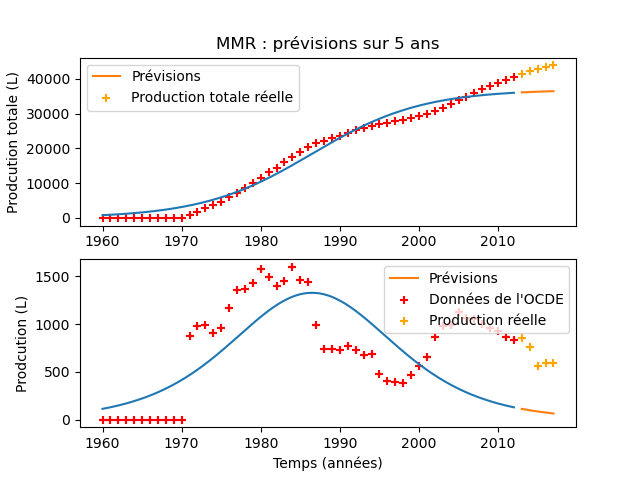 MMR : prévisions sur 5 ans
Prodcution totale (L)
40000
30000
20000
10000
0
Prévisions
Production totale réelle
1960 1970 1980 1990 2000 2010
Prodcution (L)
1500
1000
500
0
Prévisions
Données de l'OCDE
Production réelle
1960 1970 1980 1990 2000 2010
Temps (années)